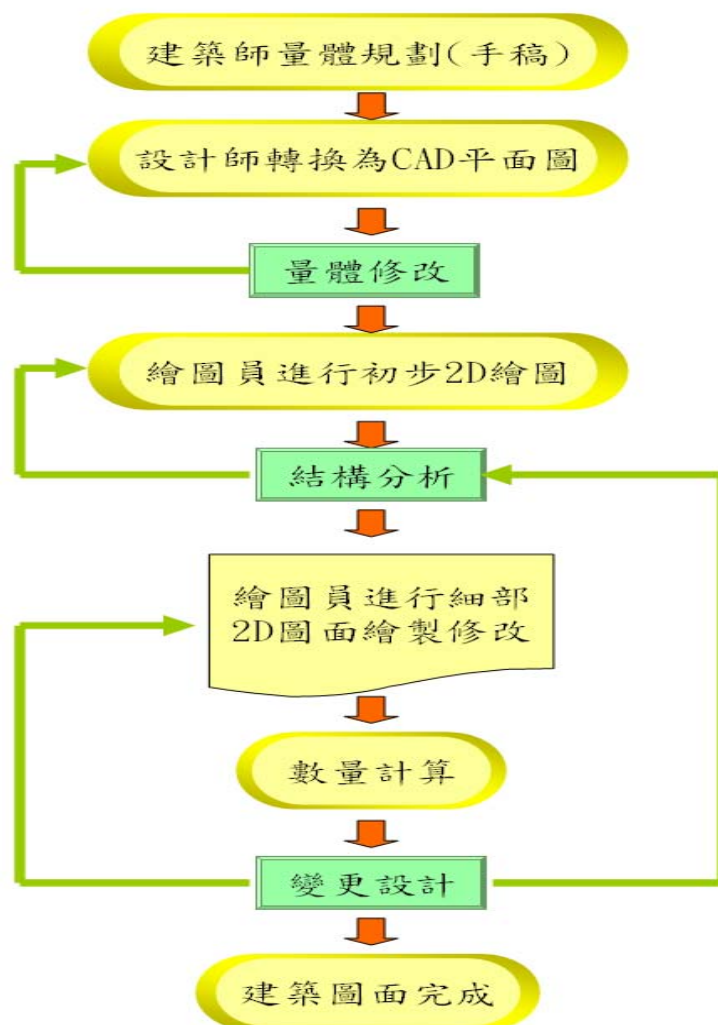 建築師量體規劃(手稿)
設計師轉換為CAD平面圖
量體修改
繪圖員進行初步2D繪圖
結構分析
繪圖員進行細部
2D圖面繪製修改
數量計算
變更設計
建築圖面完成